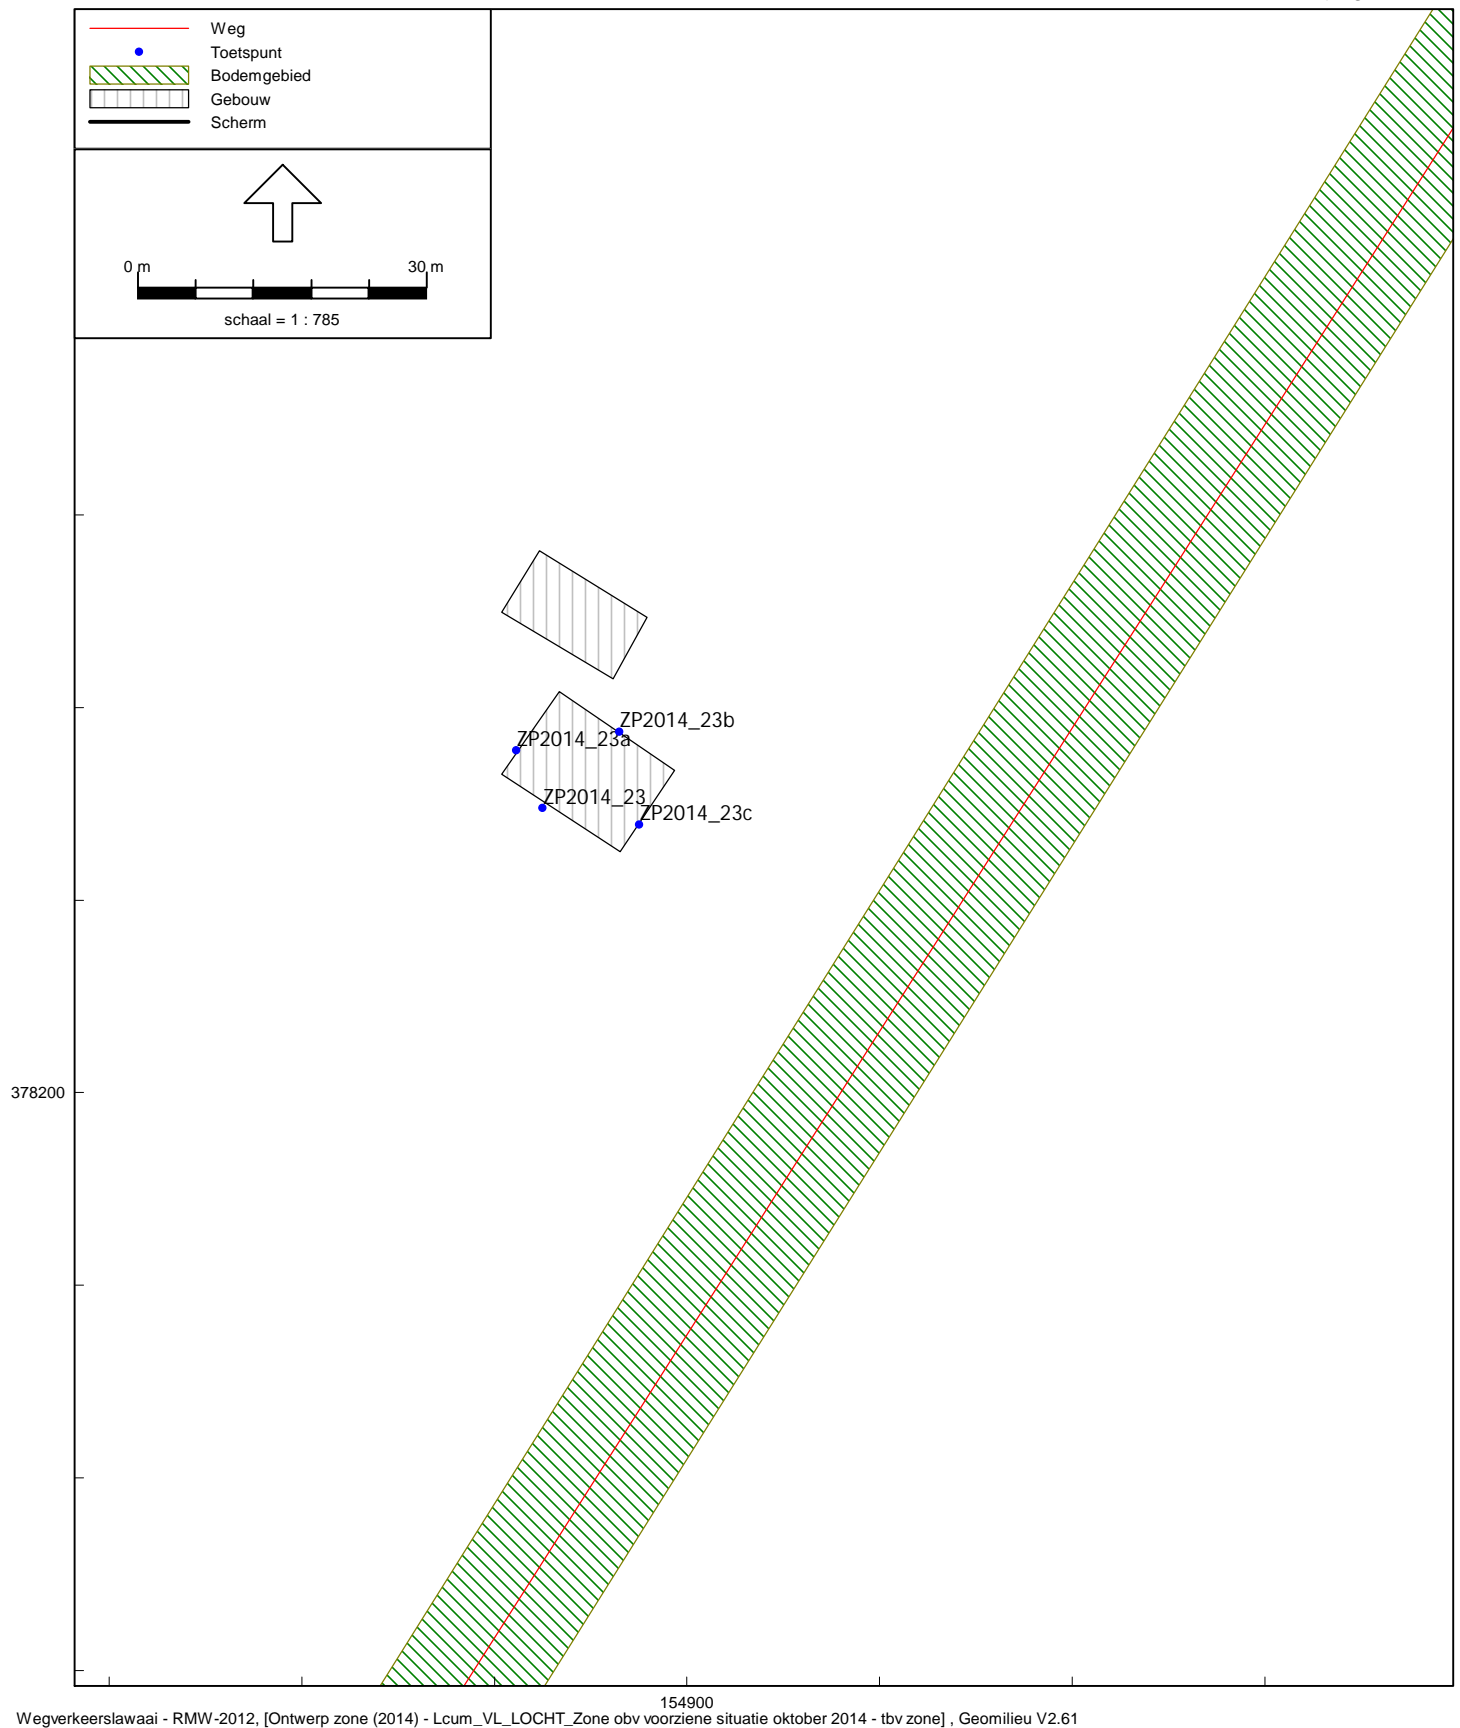 Weg
Toetspunt
Bodemgebied
Gebouw
Scherm
0 m 30 m
schaal = 1 : 785
ZP2014_23b
ZP2014_23a
ZP2014_23
ZP2014_23c
378200
154900
Wegverkeerslawaai - RMW-2012, [Ontwerp zone (2014) - Lcum_VL_LOCHT_Zone obv voorziene situatie oktober 2014 - tbv zone] , Geomilieu V2.61